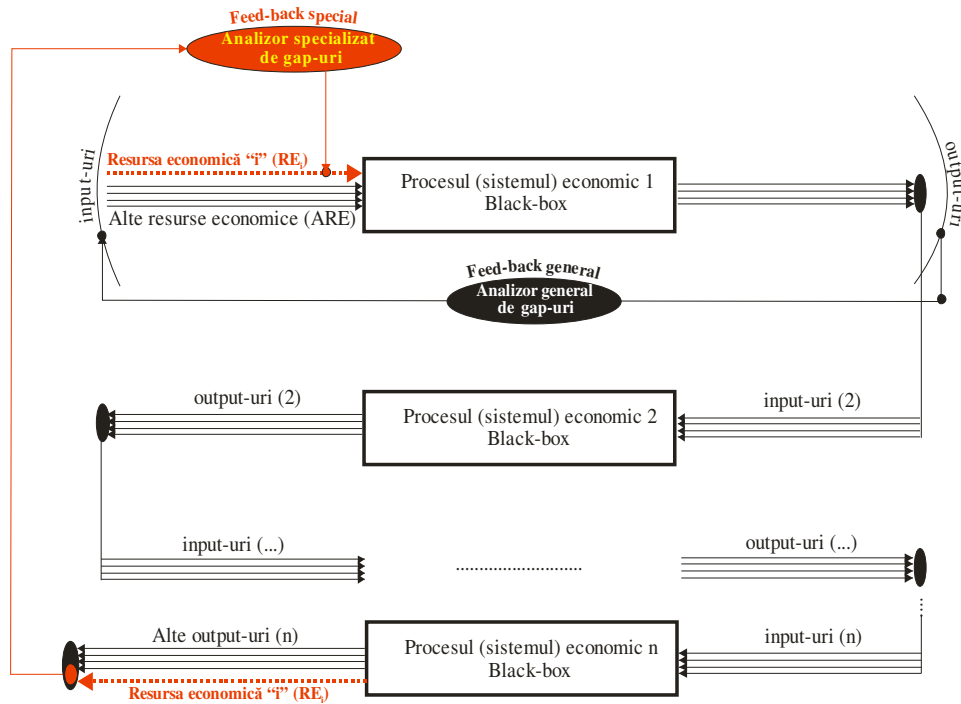 Feed-back special
Analizor specializat
de gap-uri
input-uri
output-uri
Resursa economică “i” (REi)
Alte resurse economice (ARE)
Procesul (sistemul) economic 1
Black-box
Feed-back general
Analizor general
de gap-uri
output-uri (2)
Procesul (sistemul) economic 2
Black-box
input-uri (2)
input-uri (...)
............................
output-uri (...)
...
Alte output-uri (n)
Procesul (sistemul) economic n
Black-box
input-uri (n)
Resursa economică “i” (REi)